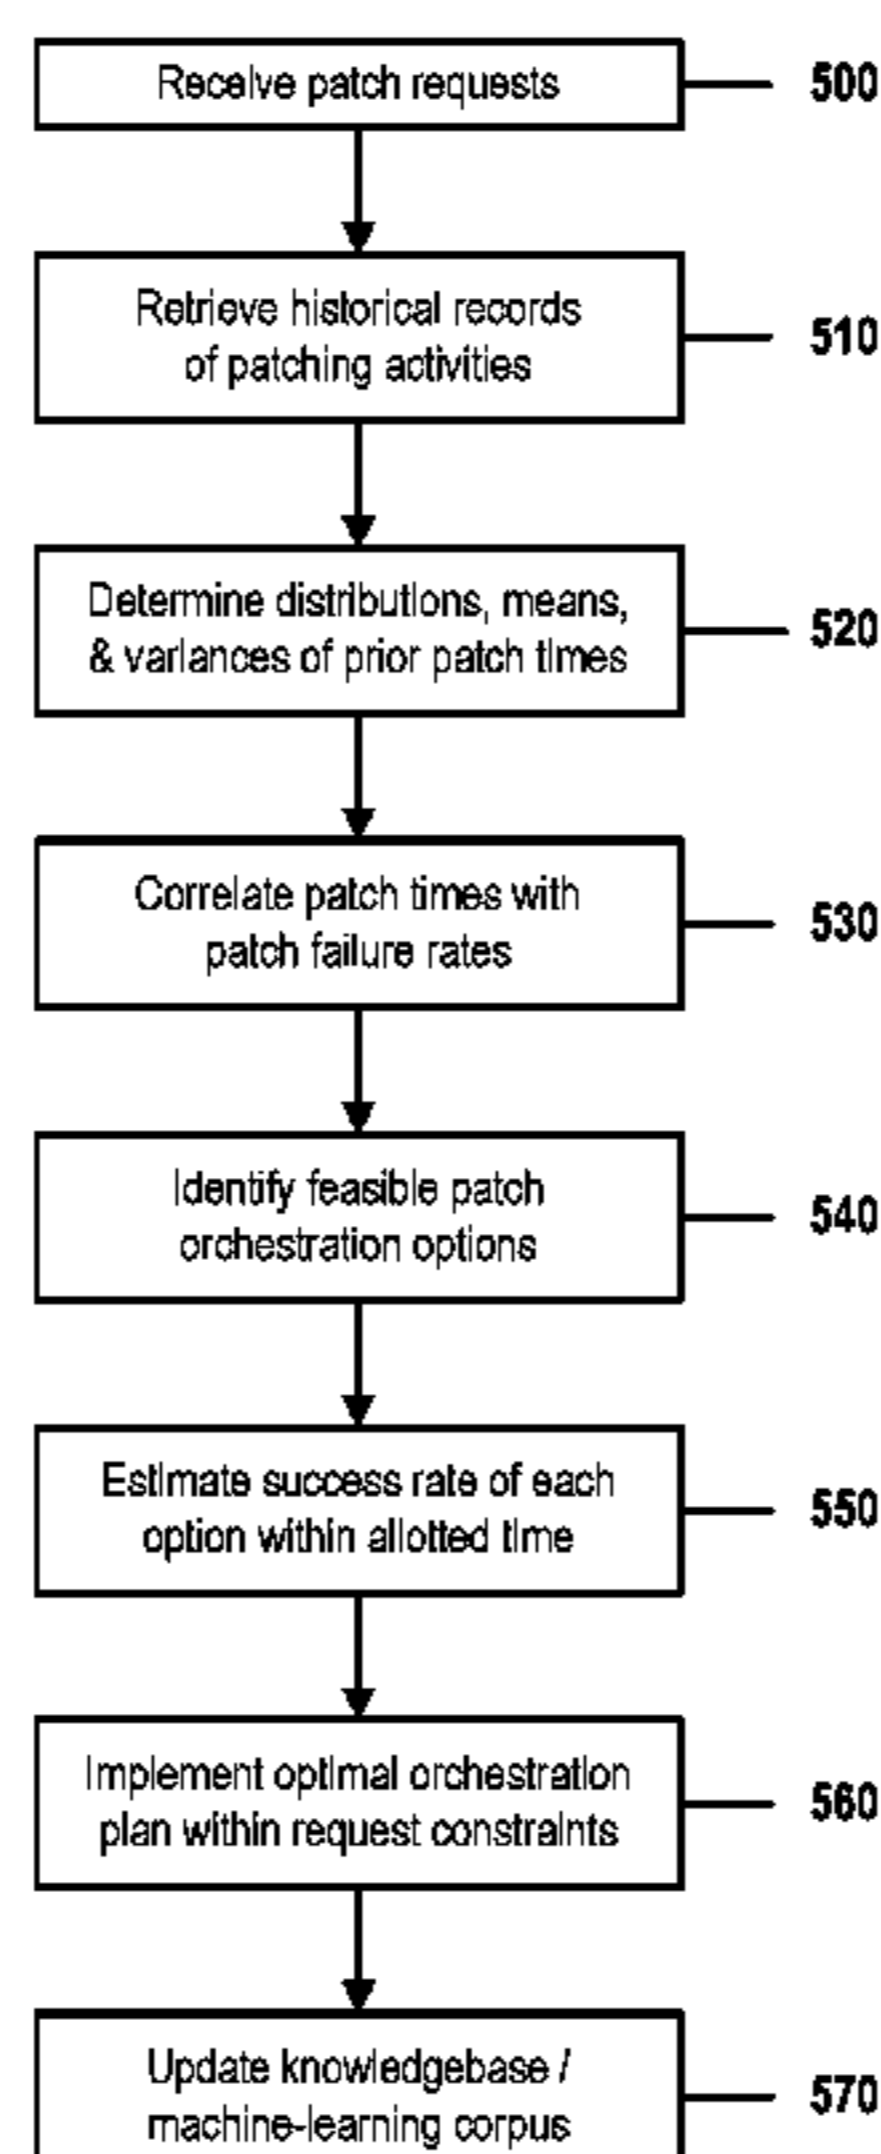 Receive patch requests
500
Retrieve historical records
of patching activities
510
Determine distributions, means,
& variances of prior patch times
520
Correlate patch times with
patch failure rates
530
Identify feasible patch
orchestration options
540
Estimate success rate of each
option within allotted time
550
Implement optimal orchestration
plan within request constraints
560
Update knowledgebase /
machine-learning corpus
570